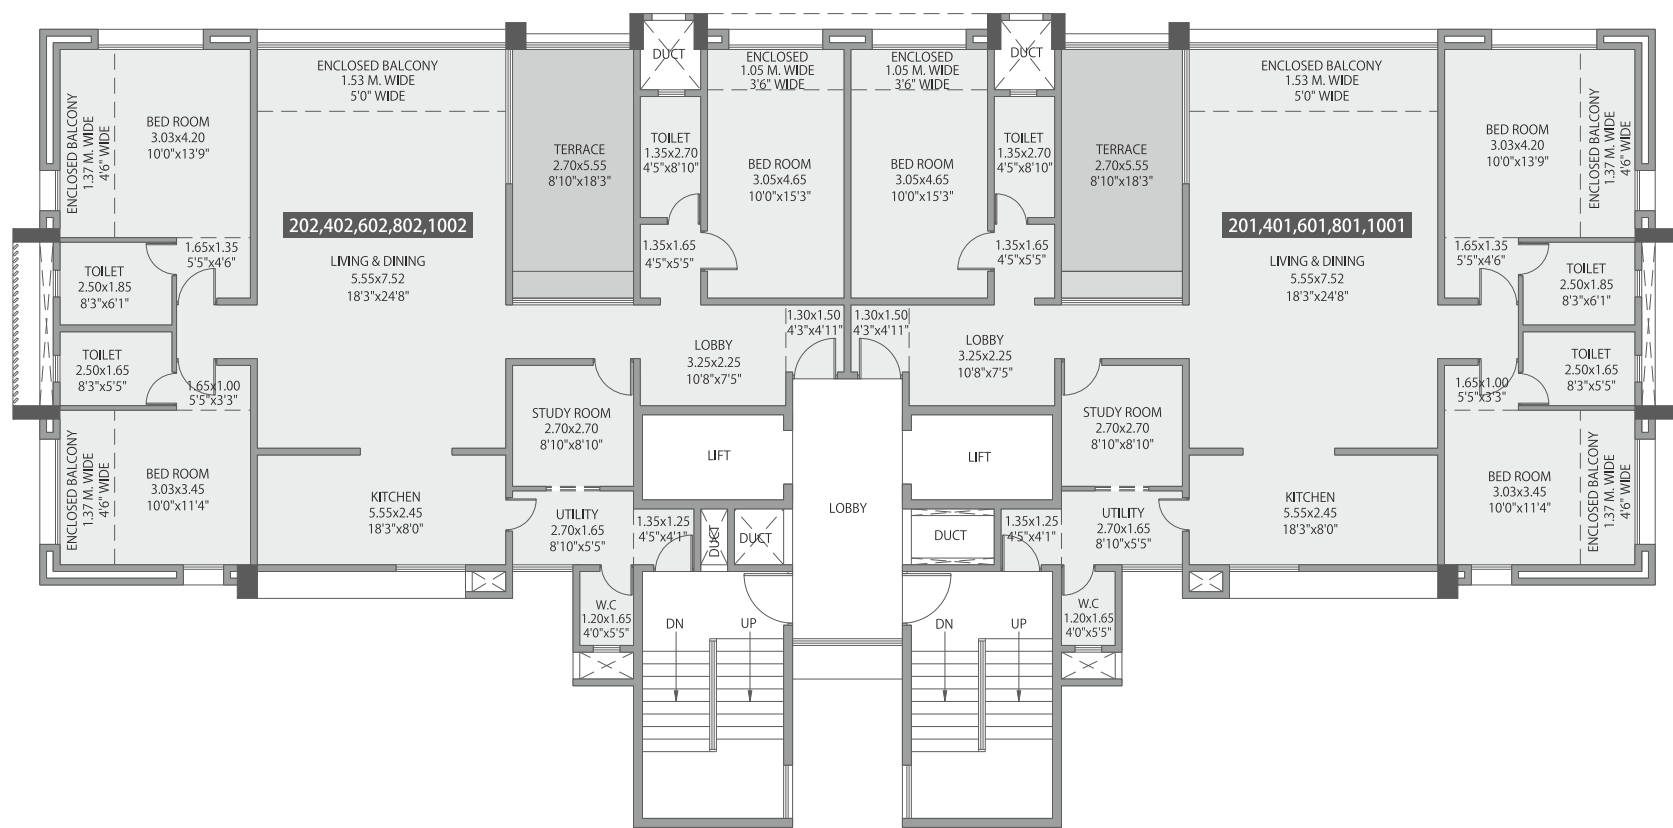 DUCT
ENCLOSED
1.05 M. WIDE
3'6" WIDE
ENCLOSED
1.05 M. WIDE
3'6" WIDE
DUCT
ENCLOSED BALCONY
1.53 M. WIDE
5'0" WIDE
ENCLOSED BALCONY
1.53 M. WIDE
5'0" WIDE
ENCLOSED BALCONY
1.37 M. WIDE
4'6" WIDE
BED ROOM
3.03x4.20
10'0"x13'9"
TERRACE
2.70x5.55
8'10"x18'3"
TOILET
1.35x2.70
4'5"x8'10"
BED ROOM
3.05x4.65
10'0"x15'3"
BED ROOM
3.05x4.65
10'0"x15'3"
TOILET
1.35x2.70
4'5"x8'10"
TERRACE
2.70x5.55
8'10"x18'3"
BED ROOM
3.03x4.20
10'0"x13'9"
ENCLOSED BALCONY
1.37 M. WIDE
4'6" WIDE
202,402,602,802,1002
201,401,601,801,1001
1.65x1.35
5'5"x4'6"
1.35x1.65
4'5"x5'5"
1.35x1.65
4'5"x5'5"
1.65x1.35
5'5"x4'6"
TOILET
2.50x1.85
8'3"x6'1"
LIVING & DINING
5.55x7.52
18'3"x24'8"
LIVING & DINING
5.55x7.52
18'3"x24'8"
TOILET
2.50x1.85
8'3"x6'1"
1.30x1.50
4'3"x4'11"
1.30x1.50
4'3"x4'11"
LOBBY
3.25x2.25
10'8"x7'5"
LOBBY
3.25x2.25
10'8"x7'5"
TOILET
2.50x1.65
8'3"x5'5"
1.65x1.00
5'5"x3'3"
1.65x1.00
5'5"x3'3"
TOILET
2.50x1.65
8'3"x5'5"
STUDY ROOM
2.70x2.70
8'10"x8'10"
STUDY ROOM
2.70x2.70
8'10"x8'10"
LIFT
LIFT
ENCLOSED BALCONY
1.37 M. WIDE
4'6" WIDE
BED ROOM
3.03x3.45
10'0"x11'4"
KITCHEN
5.55x2.45
18'3"x8'0"
UTILITY
2.70x1.65
8'10"x5'5"
1.35x1.25
4'5"x4'1"
DUCT
DUCT
LOBBY
DUCT
1.35x1.25
4'5"x4'1"
UTILITY
2.70x1.65
8'10"x5'5"
KITCHEN
5.55x2.45
18'3"x8'0"
BED ROOM
3.03x3.45
10'0"x11'4"
ENCLOSED BALCONY
1.37 M. WIDE
4'6" WIDE
W.C
1.20x1.65
4'0"x5'5"
DN
UP
DN
UP
W.C
1.20x1.65
4'0"x5'5"